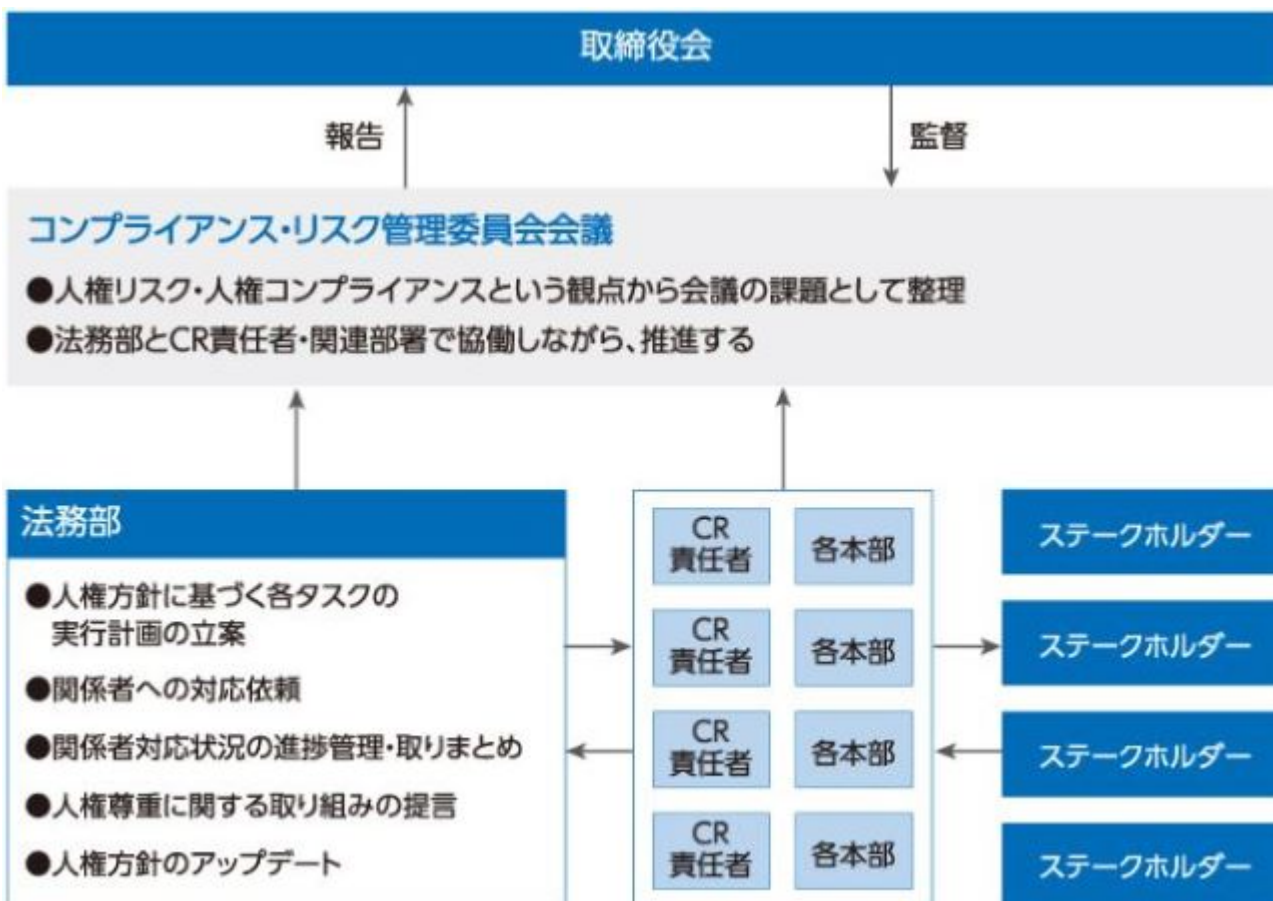 取締役会
報告
監督
コンプライアンス・リスク管理委員会会議
●人権リスク・人権コンプライアンスという観点から会議の課題として整理
●法務部とCR責任者・関連部署で協働しながら、推進する
法務部
●人権方針に基づく各タスクの
実行計画の立案
●関係者への対応依頼
●関係者対応状況の進捗管理・取りまとめ
●人権尊重に関する取り組みの提言
●人権方針のアップデート
CR
責任者
各本部
CR
責任者
各本部
CR
責任者
各本部
CR
責任者
各本部
ステークホルダー
ステークホルダー
ステークホルダー
ステークホルダー